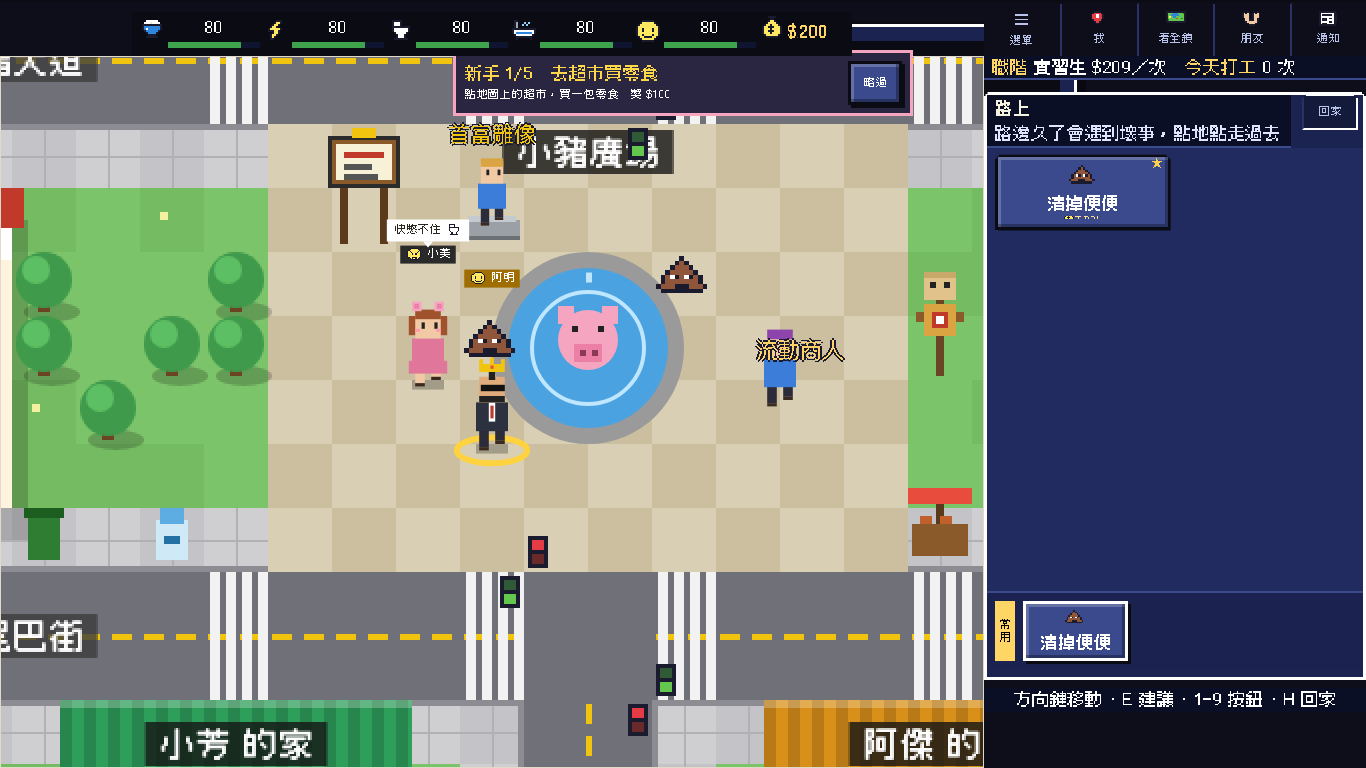 80
80
80
80
80
$200
選單
我
看全鎮
朋友
通知
職階 實習生 $209/次 今天打工 0 次
新手 1/5 去超市買零食
點地圖上的超市，買一包零食 獎 $100
略過
路上
路邊久了會遇到壞事，點地點走過去
回家
清掉便便
首富雕像
小豬廣場
快憋不住
小美
阿明
流動商人
尾巴街
常用
清掉便便
方向鍵移動 · E 建議 · 1-9 按鈕 · H 回家
小芳 的家
阿傑 的